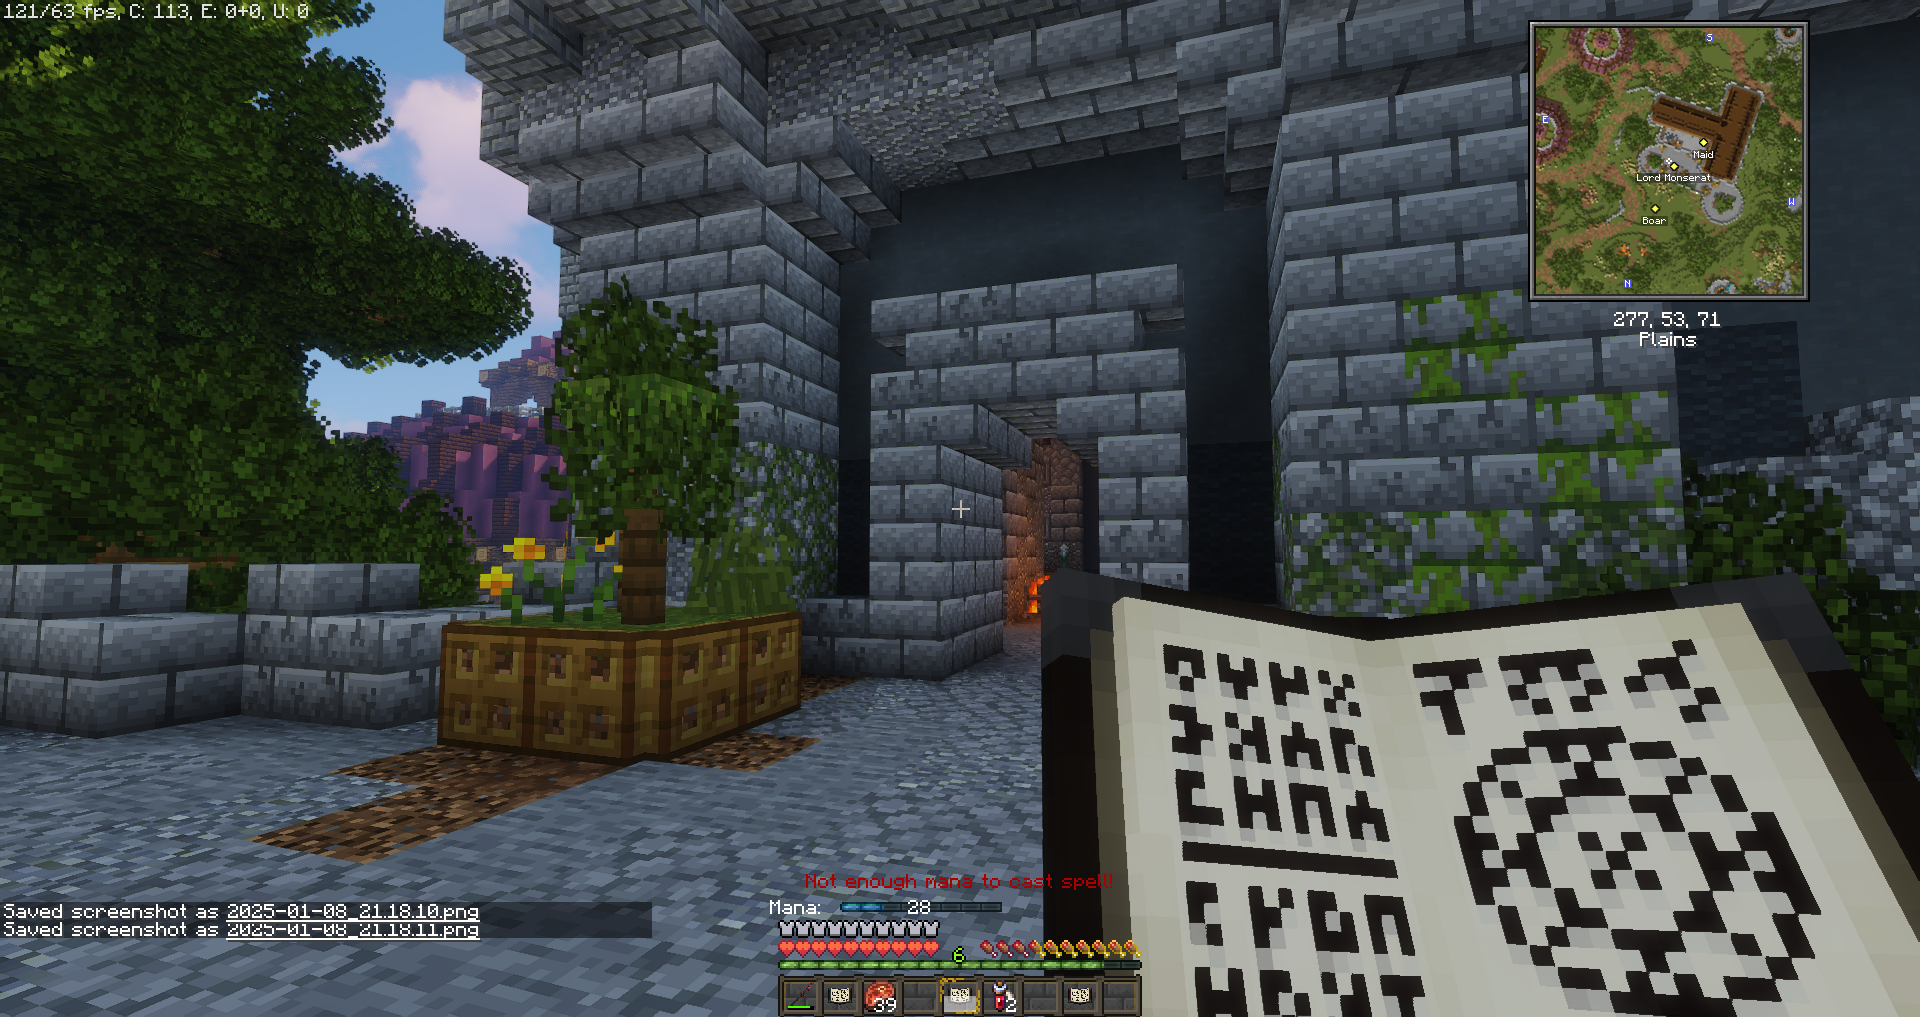 121/63 fps, C: 113, E: 0+0, U: 0
S
E
Maid
Lord Monserat
W
Boar
N
277, 53, 71
Plains
Not enough mana to cast spell!
Mana: 28
Saved screenshot as 2025-01-08_21.18.10.png
Saved screenshot as 2025-01-08_21.18.11.png
6
39
2